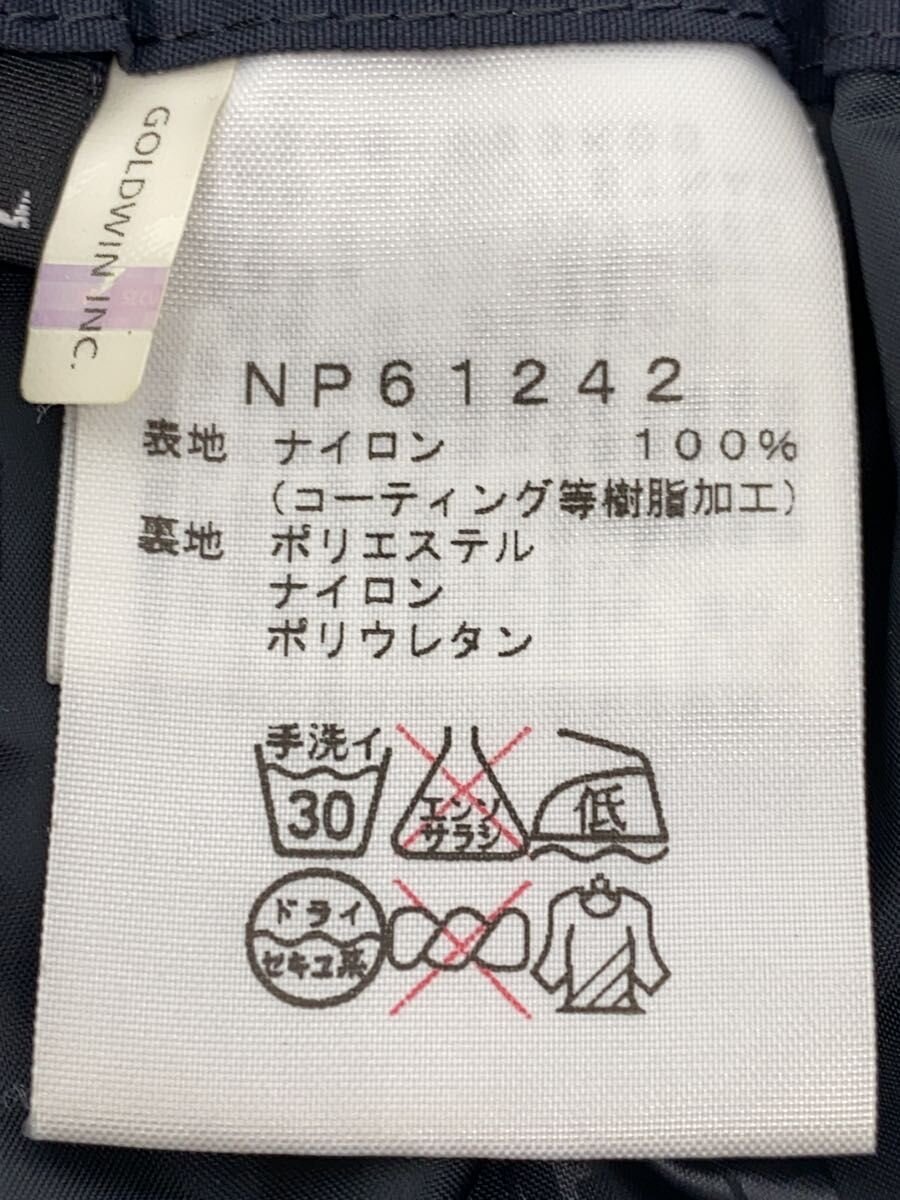 GOLDWIN INC.
NP61242
表地 ナイロン 100%
(コーティング等樹脂加工)
裏地 ポリエステル
ナイロン
ポリウレタン
手洗イ
30
エンソ
サラシ
低
ドライ
セキユ系